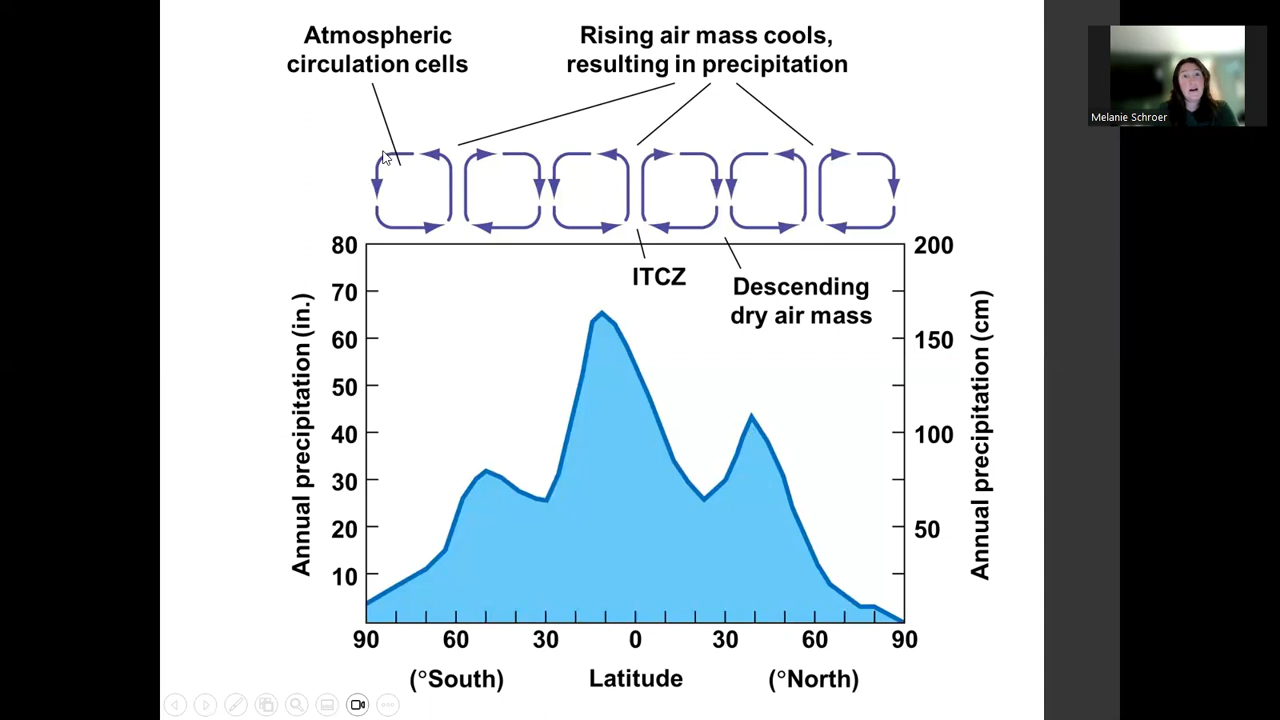 Atmospheric
circulation cells
Rising air mass cools,
resulting in precipitation
Melanie Schroer
ITCZ
Descending
dry air mass
Annual precipitation (in.)
80
70
60
50
40
30
20
10
200
150
100
50
Annual precipitation (cm)
90 60 30 0 30 60 90
(°South) Latitude (°North)